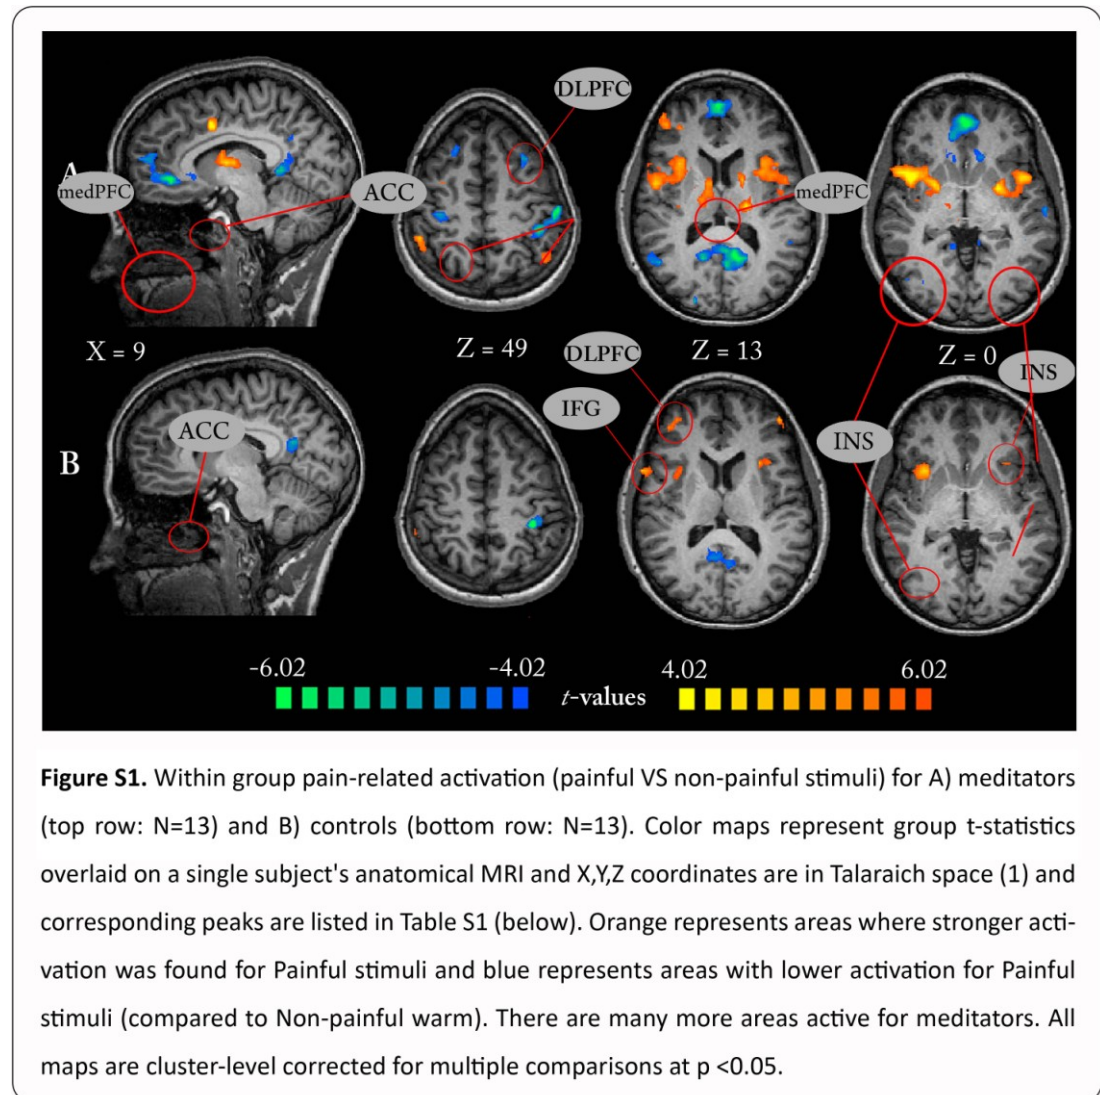 DLPFC
A
medPFC
ACC
medPFC
X = 9
Z = 49
Z = 13
Z = 0
DLPFC
INS
IFG
ACC
INS
B
-6.02
-4.02
4.02
6.02
t-values
Figure S1. Within group pain-related activation (painful VS non-painful stimuli) for A) meditators
(top row: N=13) and B) controls (bottom row: N=13). Color maps represent group t-statistics
overlaid on a single subject's anatomical MRI and X,Y,Z coordinates are in Talaraich space (1) and
corresponding peaks are listed in Table S1 (below). Orange represents areas where stronger acti-
vation was found for Painful stimuli and blue represents areas with lower activation for Painful
stimuli (compared to Non-painful warm). There are many more areas active for meditators. All
maps are cluster-level corrected for multiple comparisons at p <0.05.